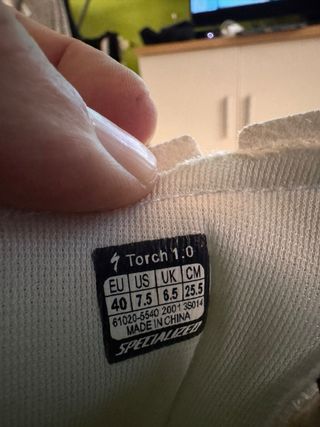 Torch 1.0
EU US UK CM
40 7.5 6.5 25.5
61020-5540 2001 3S014
MADE IN CHINA
SPECIALIZED